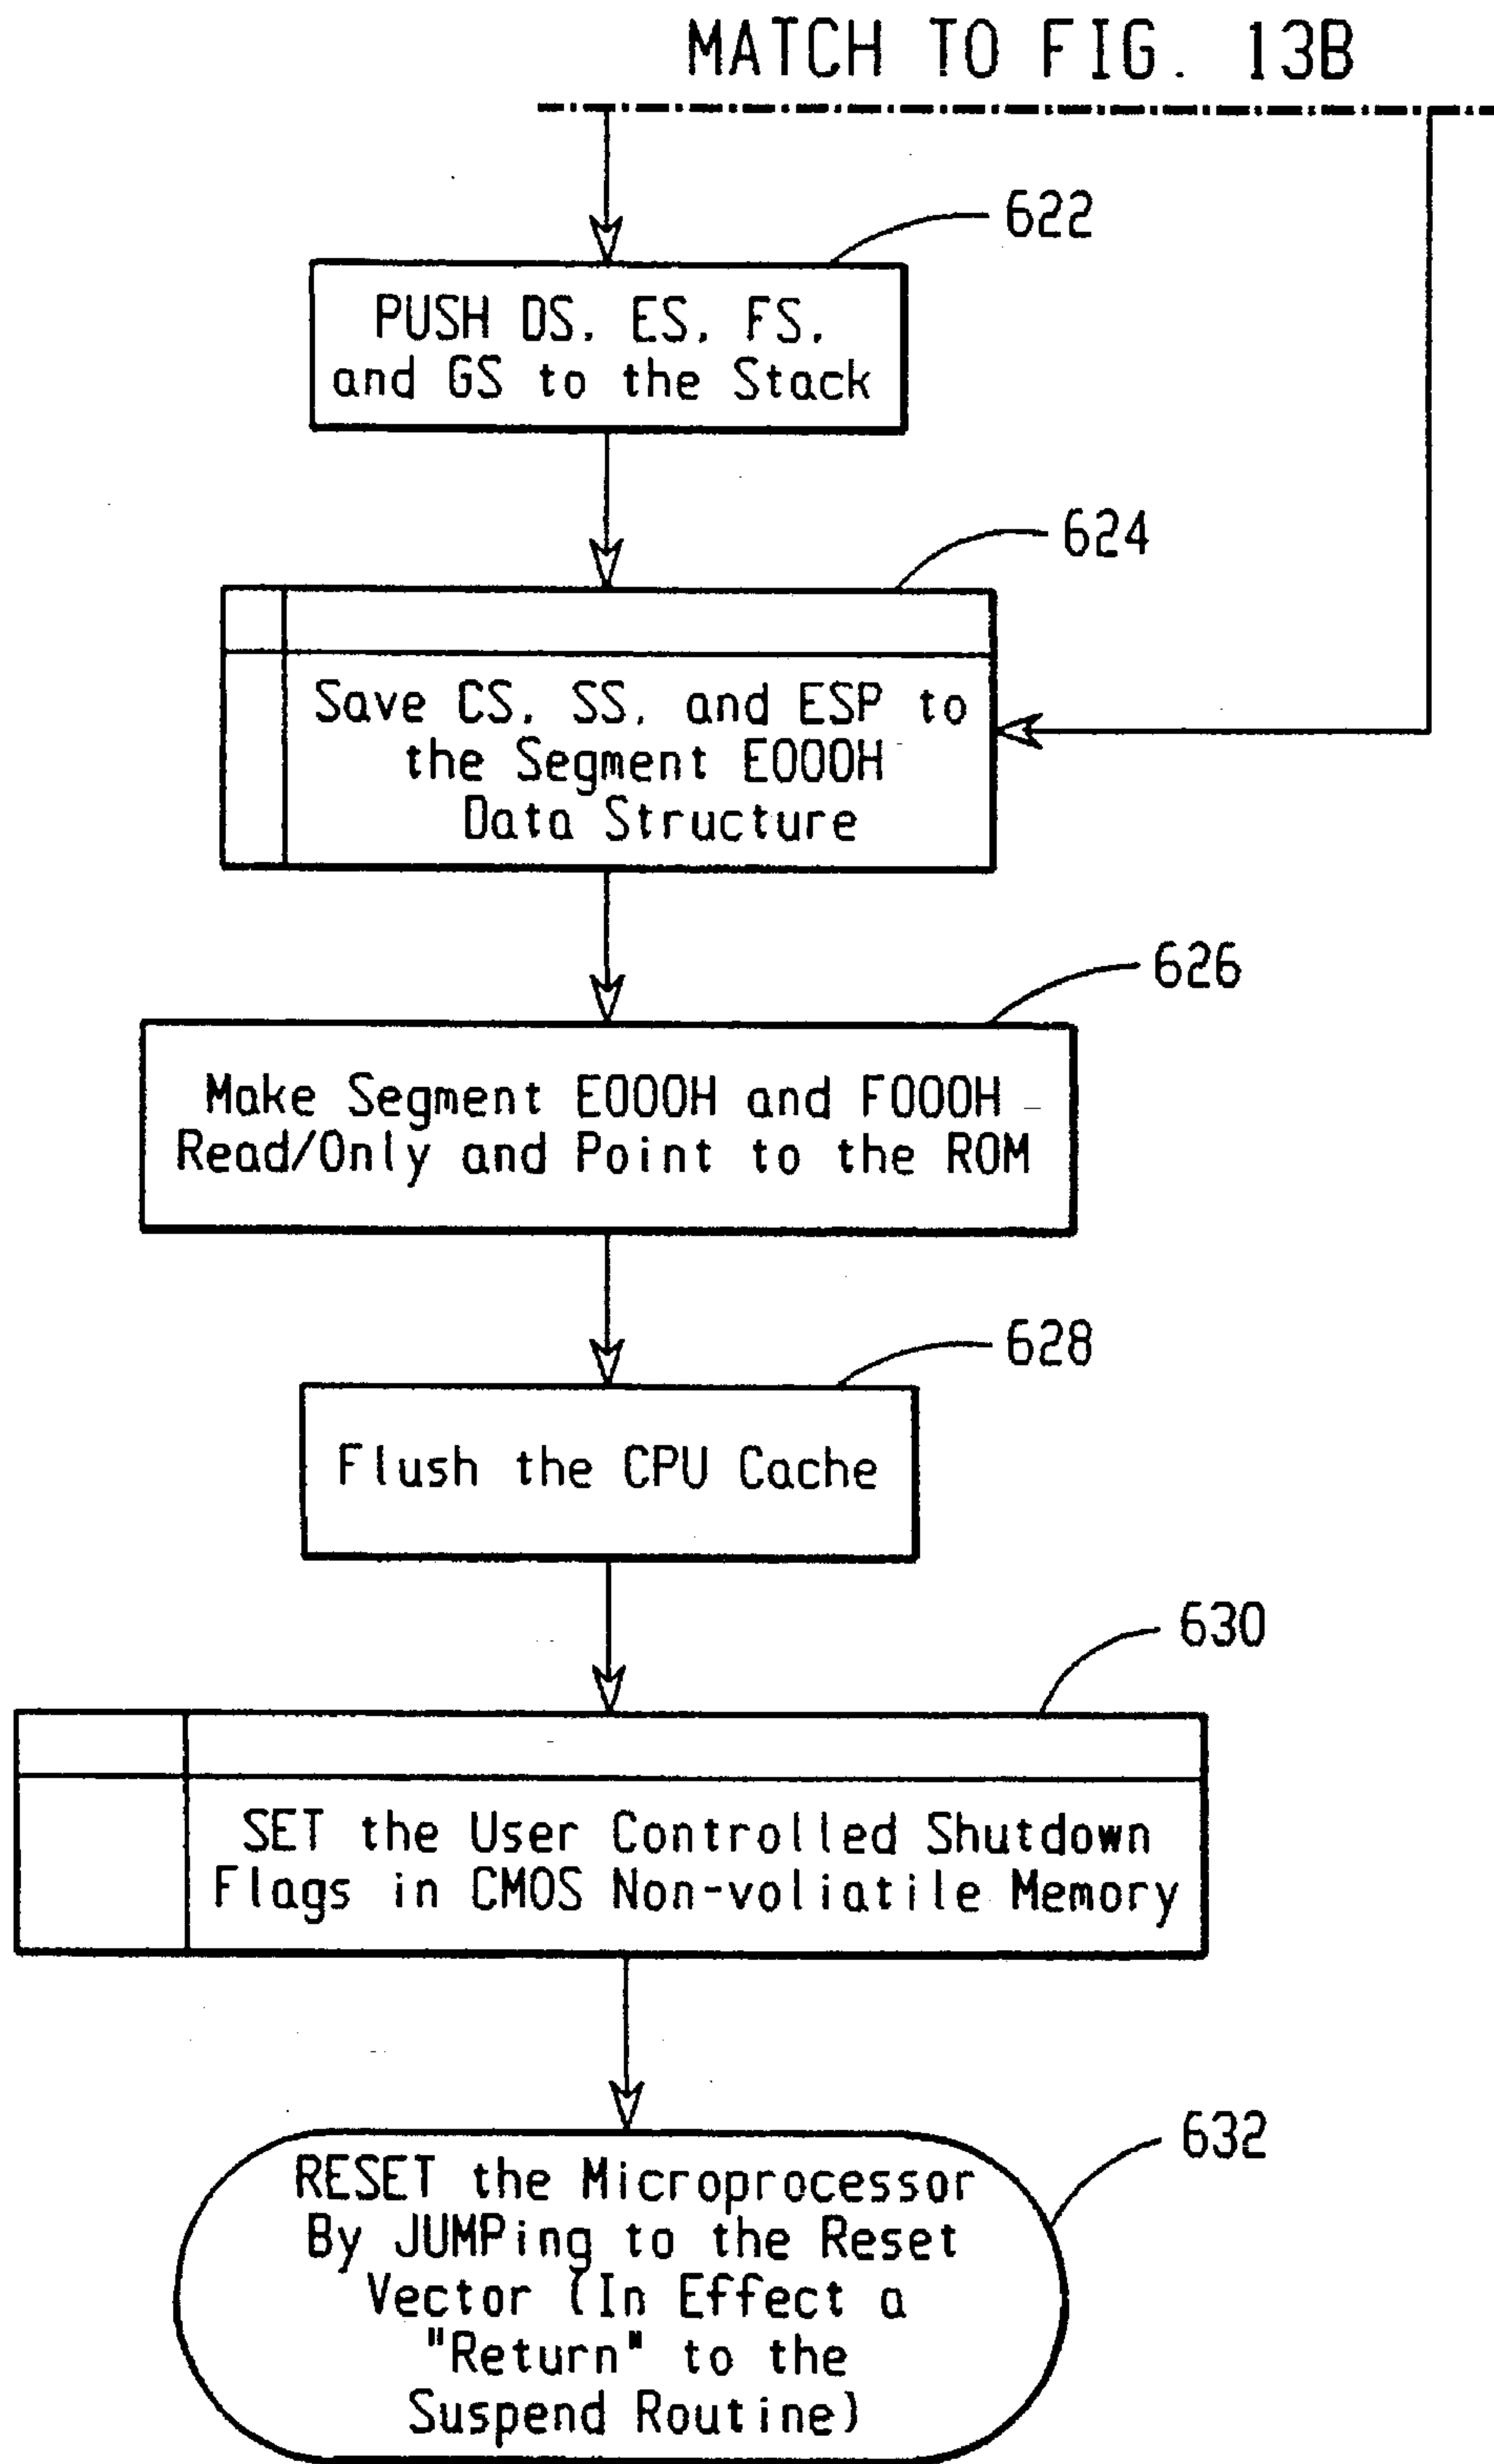 MATCH TO FIG. 13B
622
PUSH DS, ES, FS,
and GS to the Stack
624
Save CS, SS, and ESP to
the Segment E000H
Data Structure
626
Make Segment E000H and F000H
Read/Only and Point to the ROM
628
Flush the CPU Cache
630
SET the User Controlled Shutdown
Flags in CMOS Non-voliatile Memory
632
RESET the Microprocessor
By JUMPing to the Reset
Vector (In Effect a
"Return" to the
Suspend Routine)